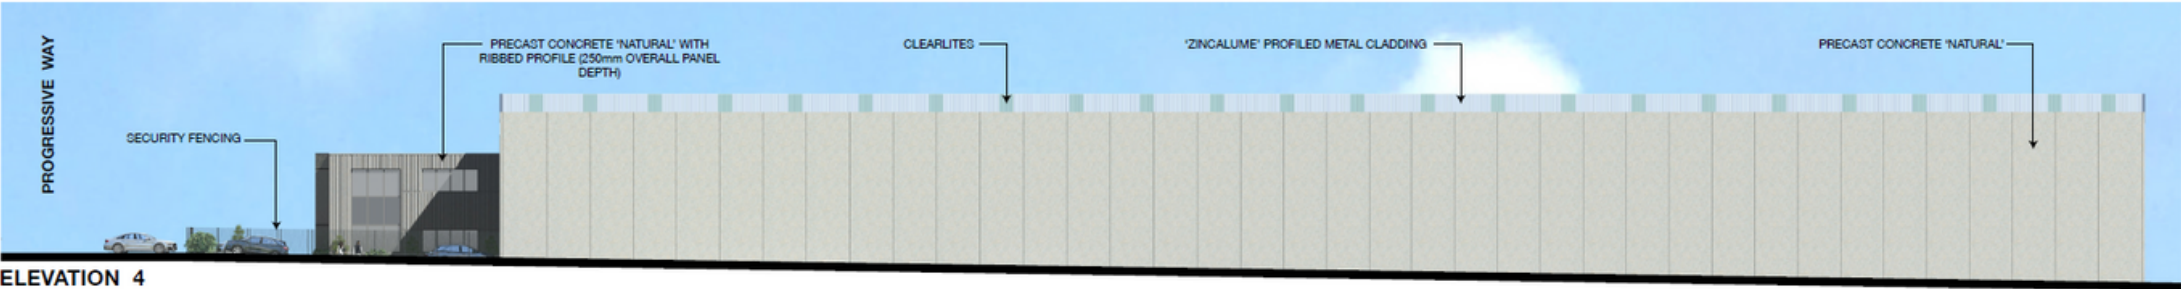 PROGRESSIVE WAY
SECURITY FENCING
PRECAST CONCRETE 'NATURAL' WITH
RIBBED PROFILE (250mm OVERALL PANEL
DEPTH)
CLEARLITES
'ZINCALUME' PROFILED METAL CLADDING
PRECAST CONCRETE 'NATURAL'
ELEVATION 4